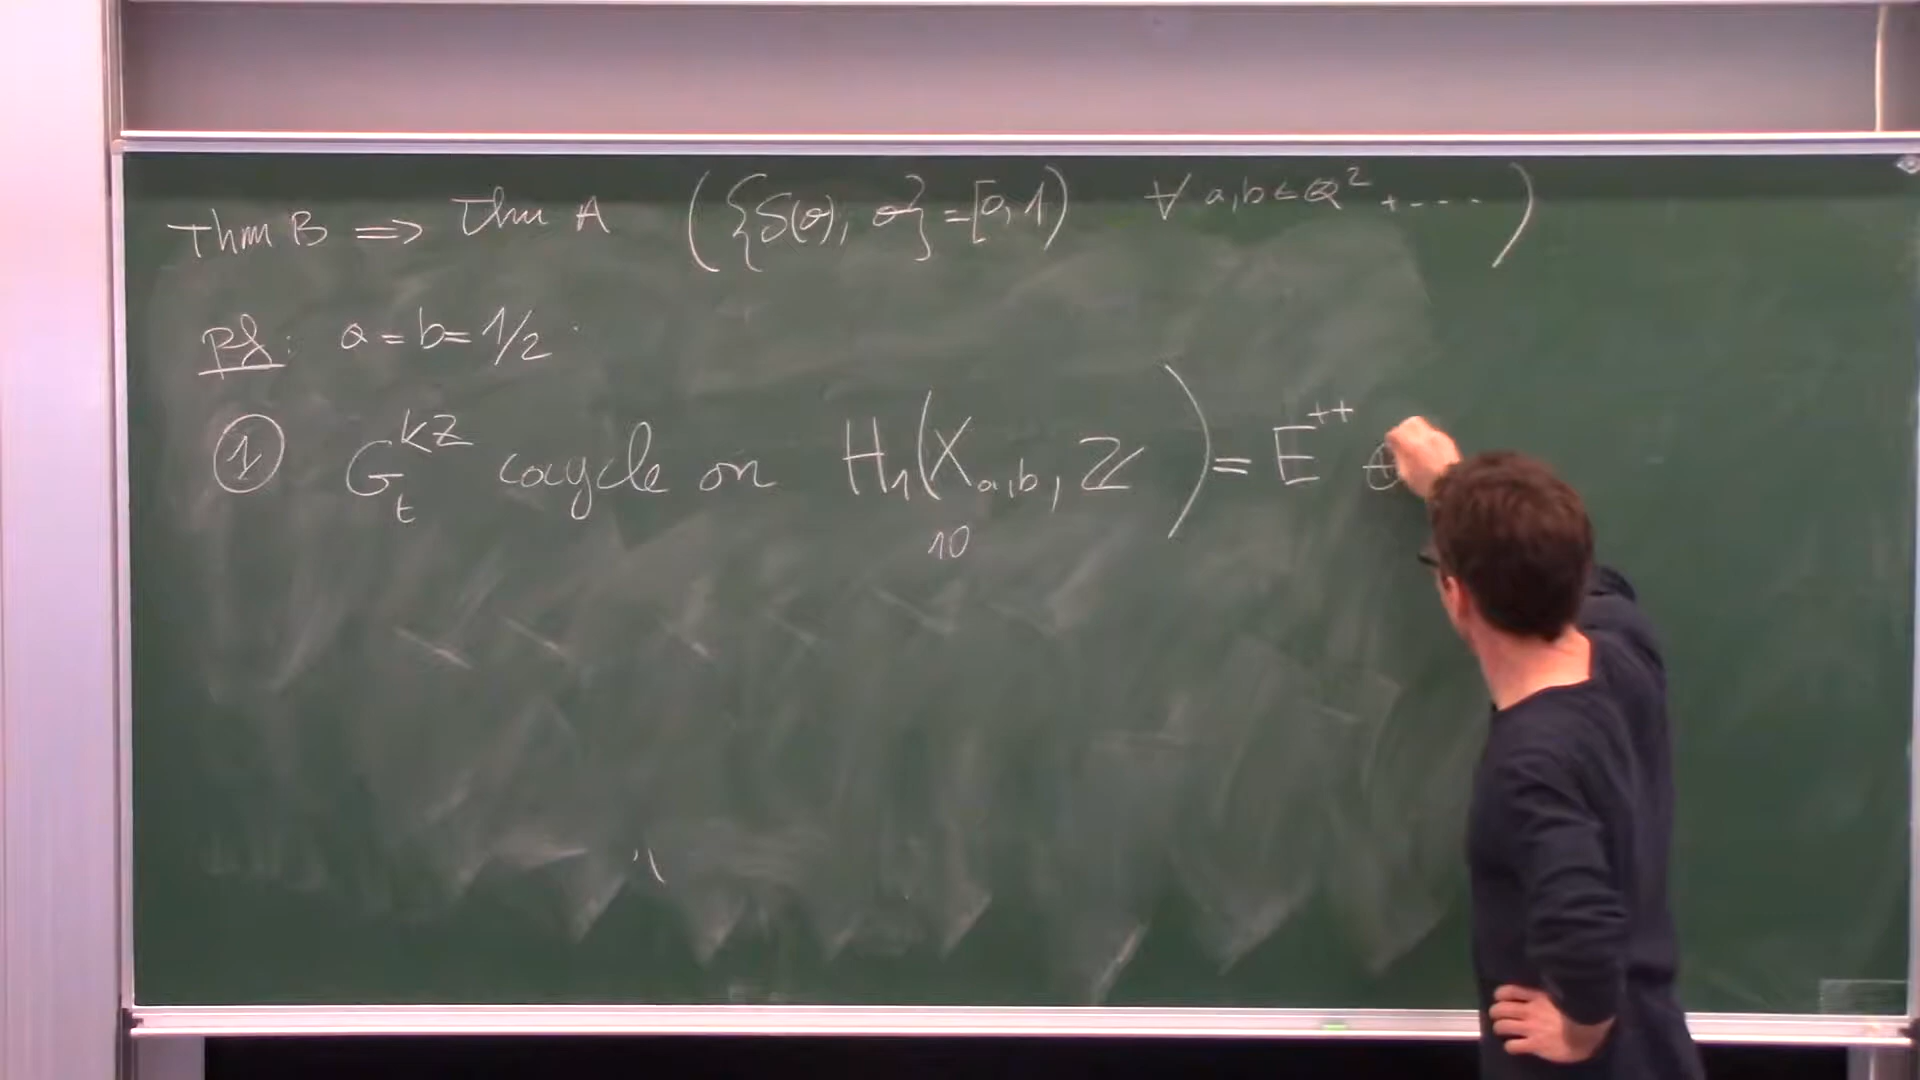 Thm B ⟹ Thm A ({δ(θ), θ} = [0,1) ∀ a,b ∈ Q² + ....)
Pf: a = b = 1/2
① G_t^{KZ} cocycle on H_1(X_{a,b}, Z) = E^{++} ⊕
10